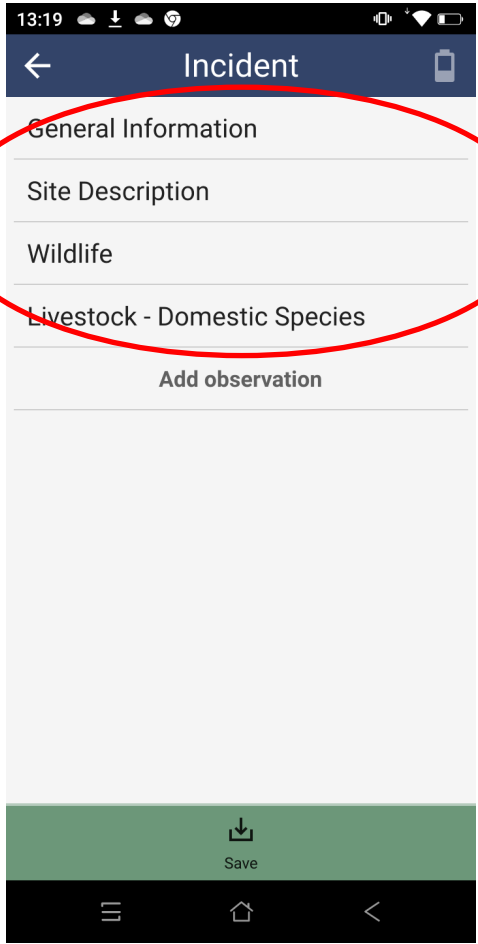 13:19
Incident
General Information
Site Description
Wildlife
Livestock - Domestic Species
Add observation
Save